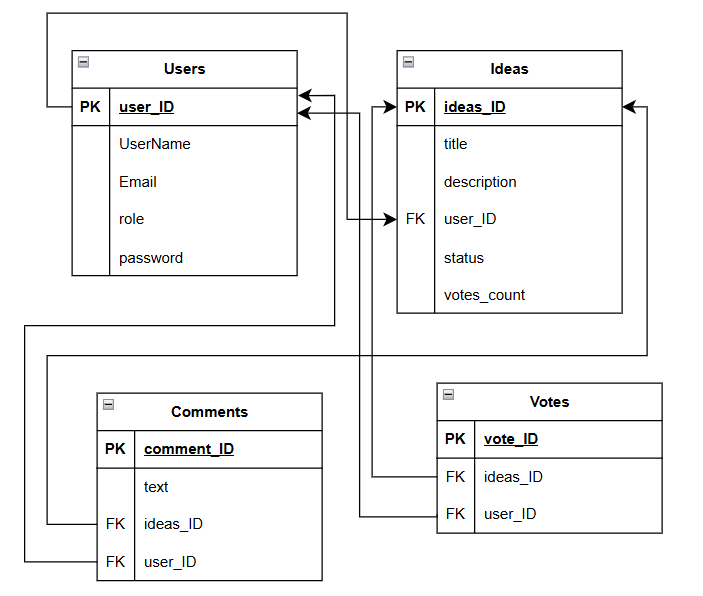 Users
PK user_ID
UserName
Email
role
password
Ideas
PK ideas_ID
title
description
FK user_ID
status
votes_count
Comments
PK comment_ID
text
FK ideas_ID
FK user_ID
Votes
PK vote_ID
FK ideas_ID
FK user_ID